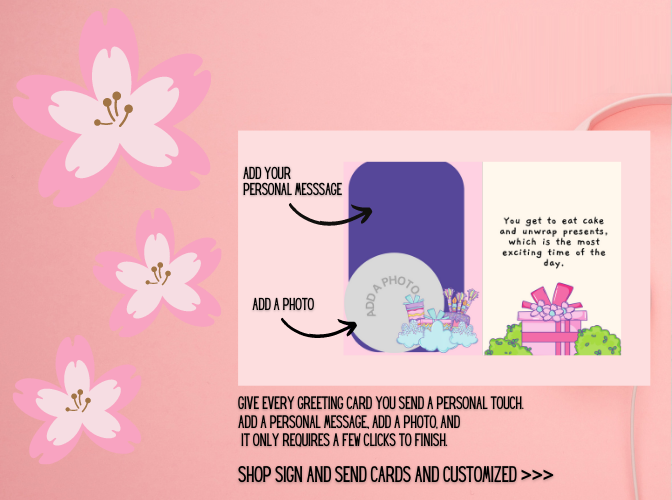 ADD YOUR
PERSONAL MESSSAGE
ADD A PHOTO
ADD A PHOTO
You get to eat cake
and unwrap presents,
which is the most
exciting time of the
day.
GIVE EVERY GREETING CARD YOU SEND A PERSONAL TOUCH.
ADD A PERSONAL MESSAGE, ADD A PHOTO, AND
IT ONLY REQUIRES A FEW CLICKS TO FINISH.
SHOP SIGN AND SEND CARDS AND CUSTOMIZED >>>